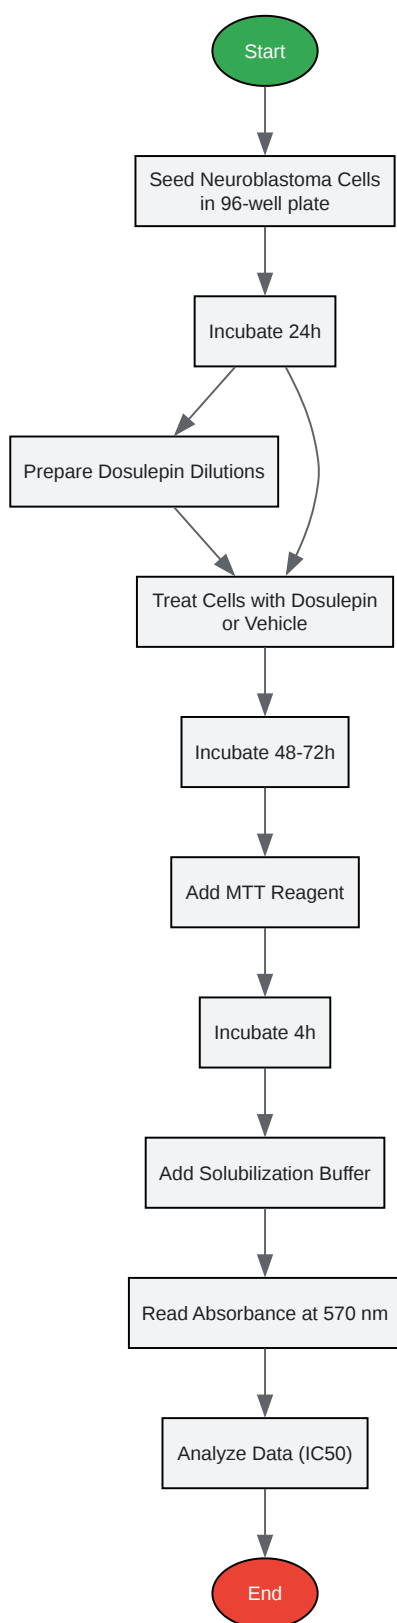 Start
Seed Neuroblastoma Cells
in 96-well plate
Incubate 24h
Prepare Dosulepin Dilutions
Treat Cells with Dosulepin
or Vehicle
Incubate 48-72h
Add MTT Reagent
Incubate 4h
Add Solubilization Buffer
Read Absorbance at 570 nm
Analyze Data (IC50)
End